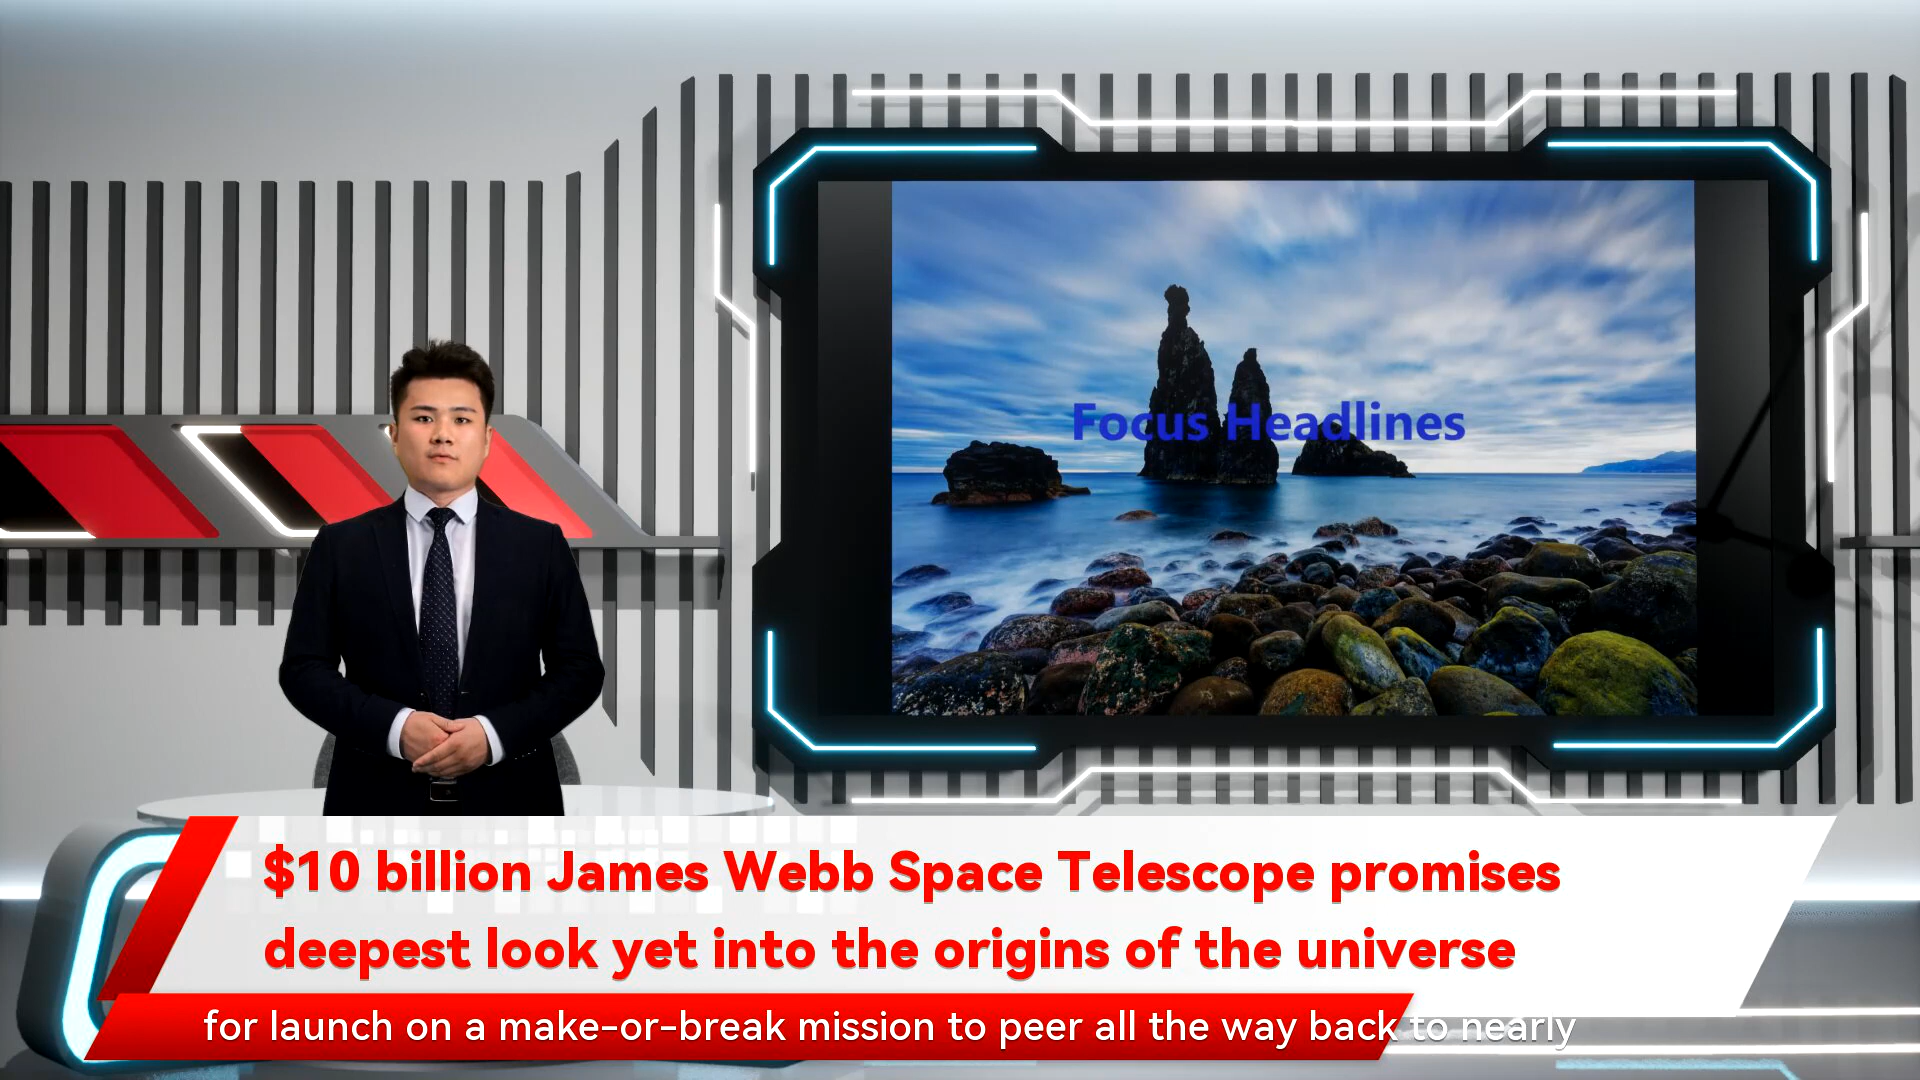 Focus Headlines
$10 billion James Webb Space Telescope promises
deepest look yet into the origins of the universe
for launch on a make-or-break mission to peer all the way back to nearly